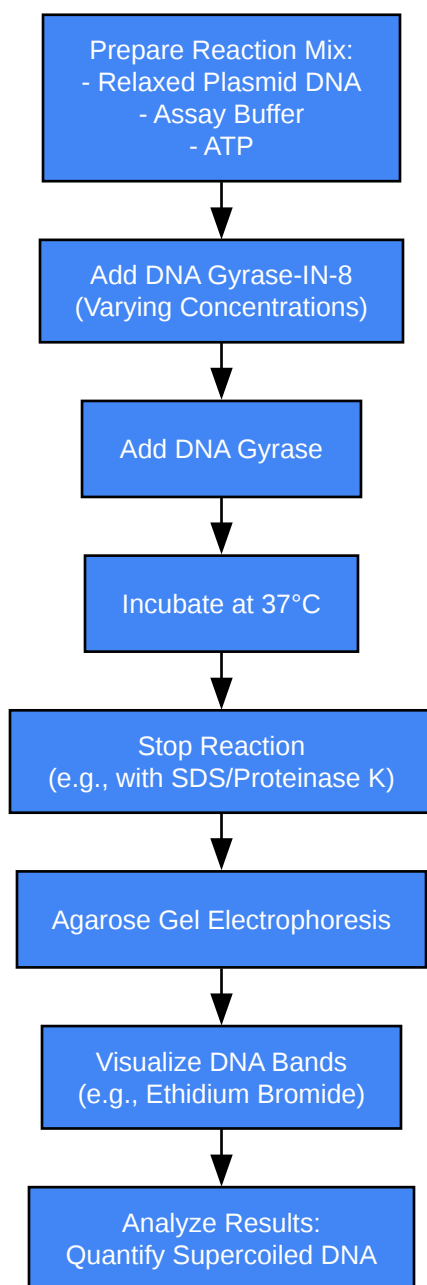 Prepare Reaction Mix:
- Relaxed Plasmid DNA
- Assay Buffer
- ATP
Add DNA Gyrase-IN-8
(Varying Concentrations)
Add DNA Gyrase
Incubate at 37°C
Stop Reaction
(e.g., with SDS/Proteinase K)
Agarose Gel Electrophoresis
Visualize DNA Bands
(e.g., Ethidium Bromide)
Analyze Results:
Quantify Supercoiled DNA